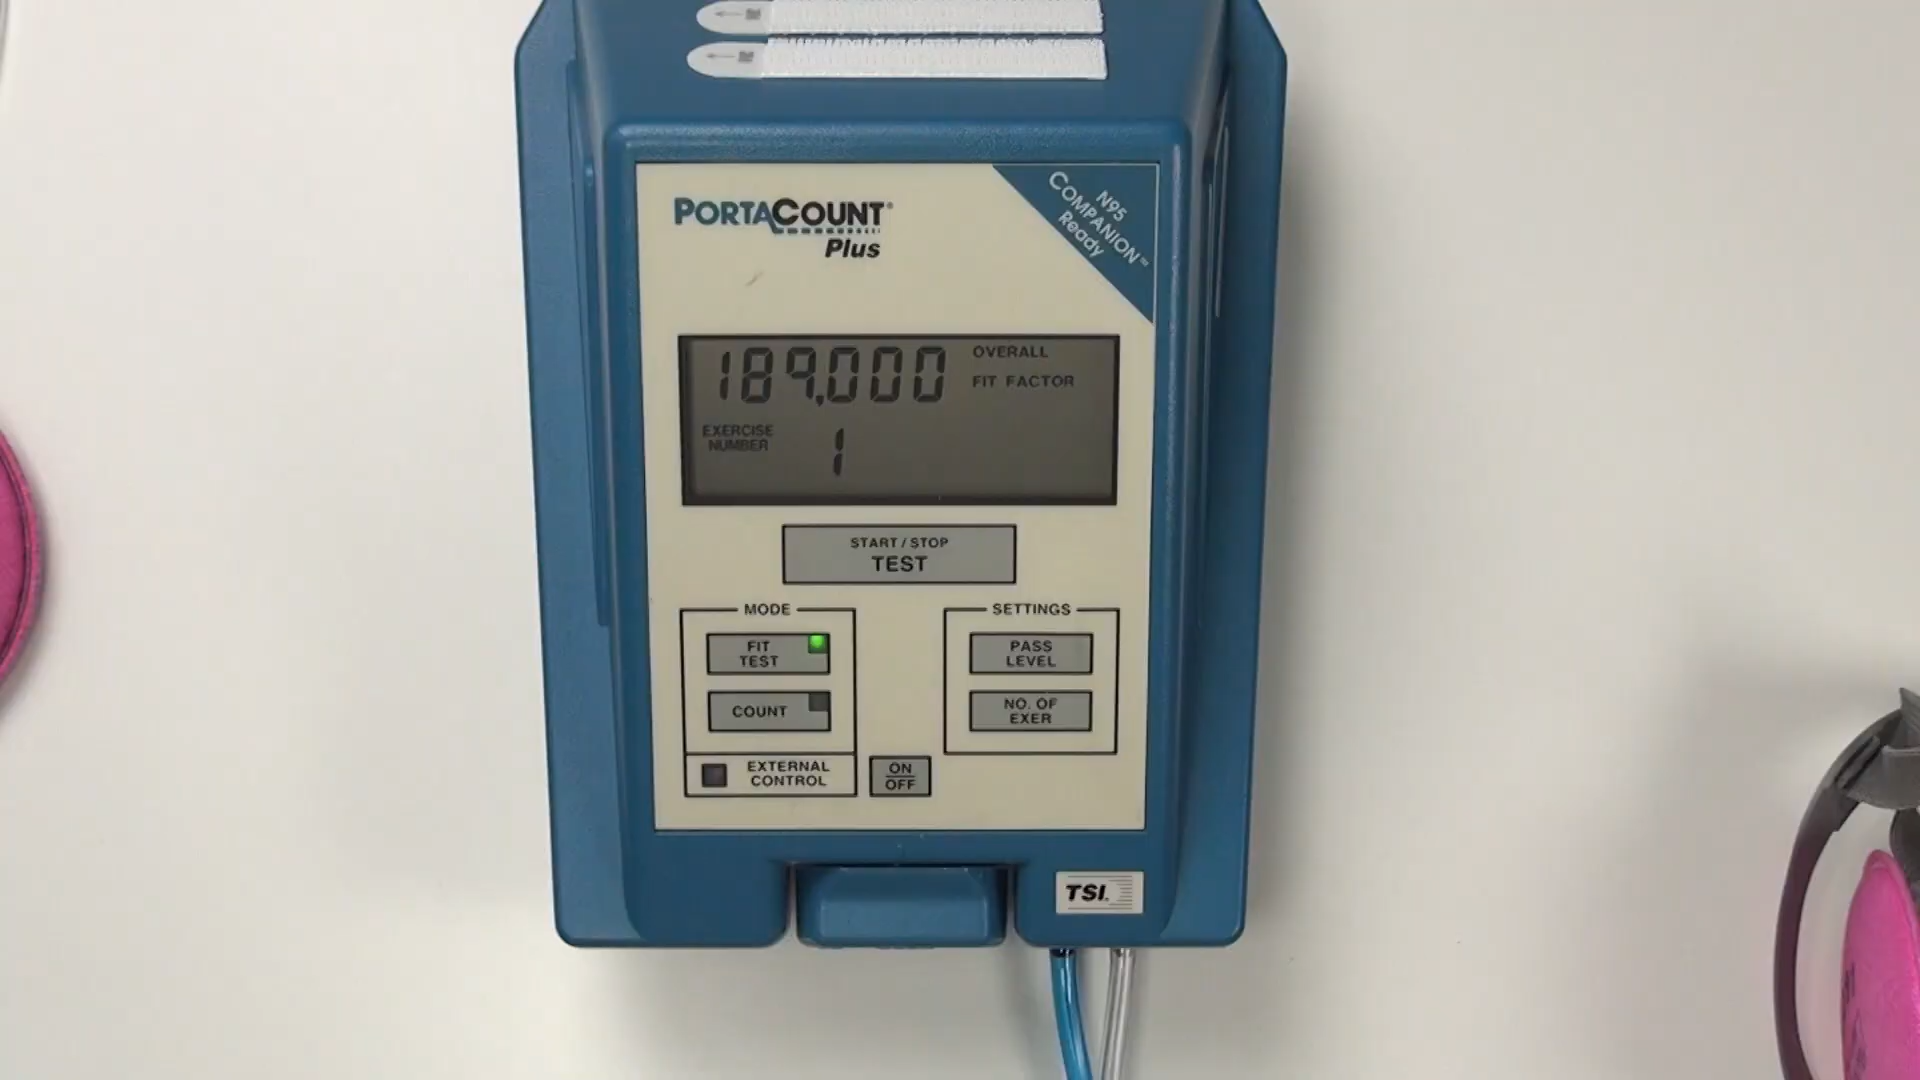 PORTACOUNT®
Plus
N95
COMPANION™
Ready
189,000 OVERALL
FIT FACTOR
EXERCISE
NUMBER 1
START / STOP
TEST
MODE
FIT
TEST
COUNT
EXTERNAL
CONTROL
ON
OFF
SETTINGS
PASS
LEVEL
NO. OF
EXER
TSI